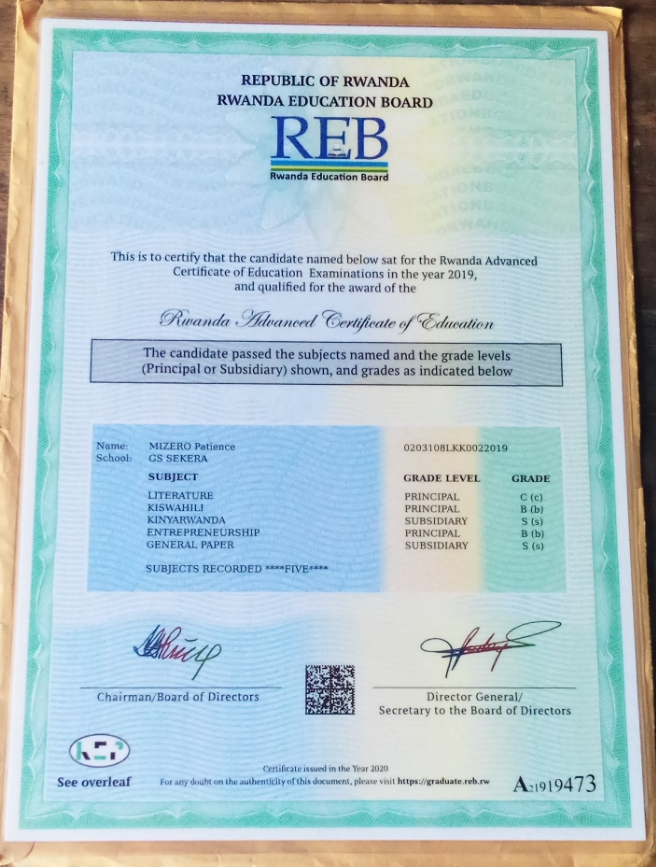 REPUBLIC OF RWANDA
RWANDA EDUCATION BOARD
REB
Rwanda Education Board
This is to certify that the candidate named below sat for the Rwanda Advanced
Certificate of Education Examinations in the year 2019,
and qualified for the award of the
Rwanda Advanced Certificate of Education
The candidate passed the subjects named and the grade levels
(Principal or Subsidiary) shown, and grades as indicated below
Name: MIZERO Patience 0203108LKK0022019
School: GS SEKERA
SUBJECT GRADE LEVEL GRADE
LITERATURE PRINCIPAL C (c)
KISWAHILI PRINCIPAL B (b)
KINYARWANDA SUBSIDIARY S (s)
ENTREPRENEURSHIP PRINCIPAL B (b)
GENERAL PAPER SUBSIDIARY S (s)
SUBJECTS RECORDED ****FIVE****
Chairman/Board of Directors
Director General/
Secretary to the Board of Directors
See overleaf
Certificate issued in the Year 2020
For any doubt on the authenticity of this document, please visit https://graduate.reb.rw
A21919473